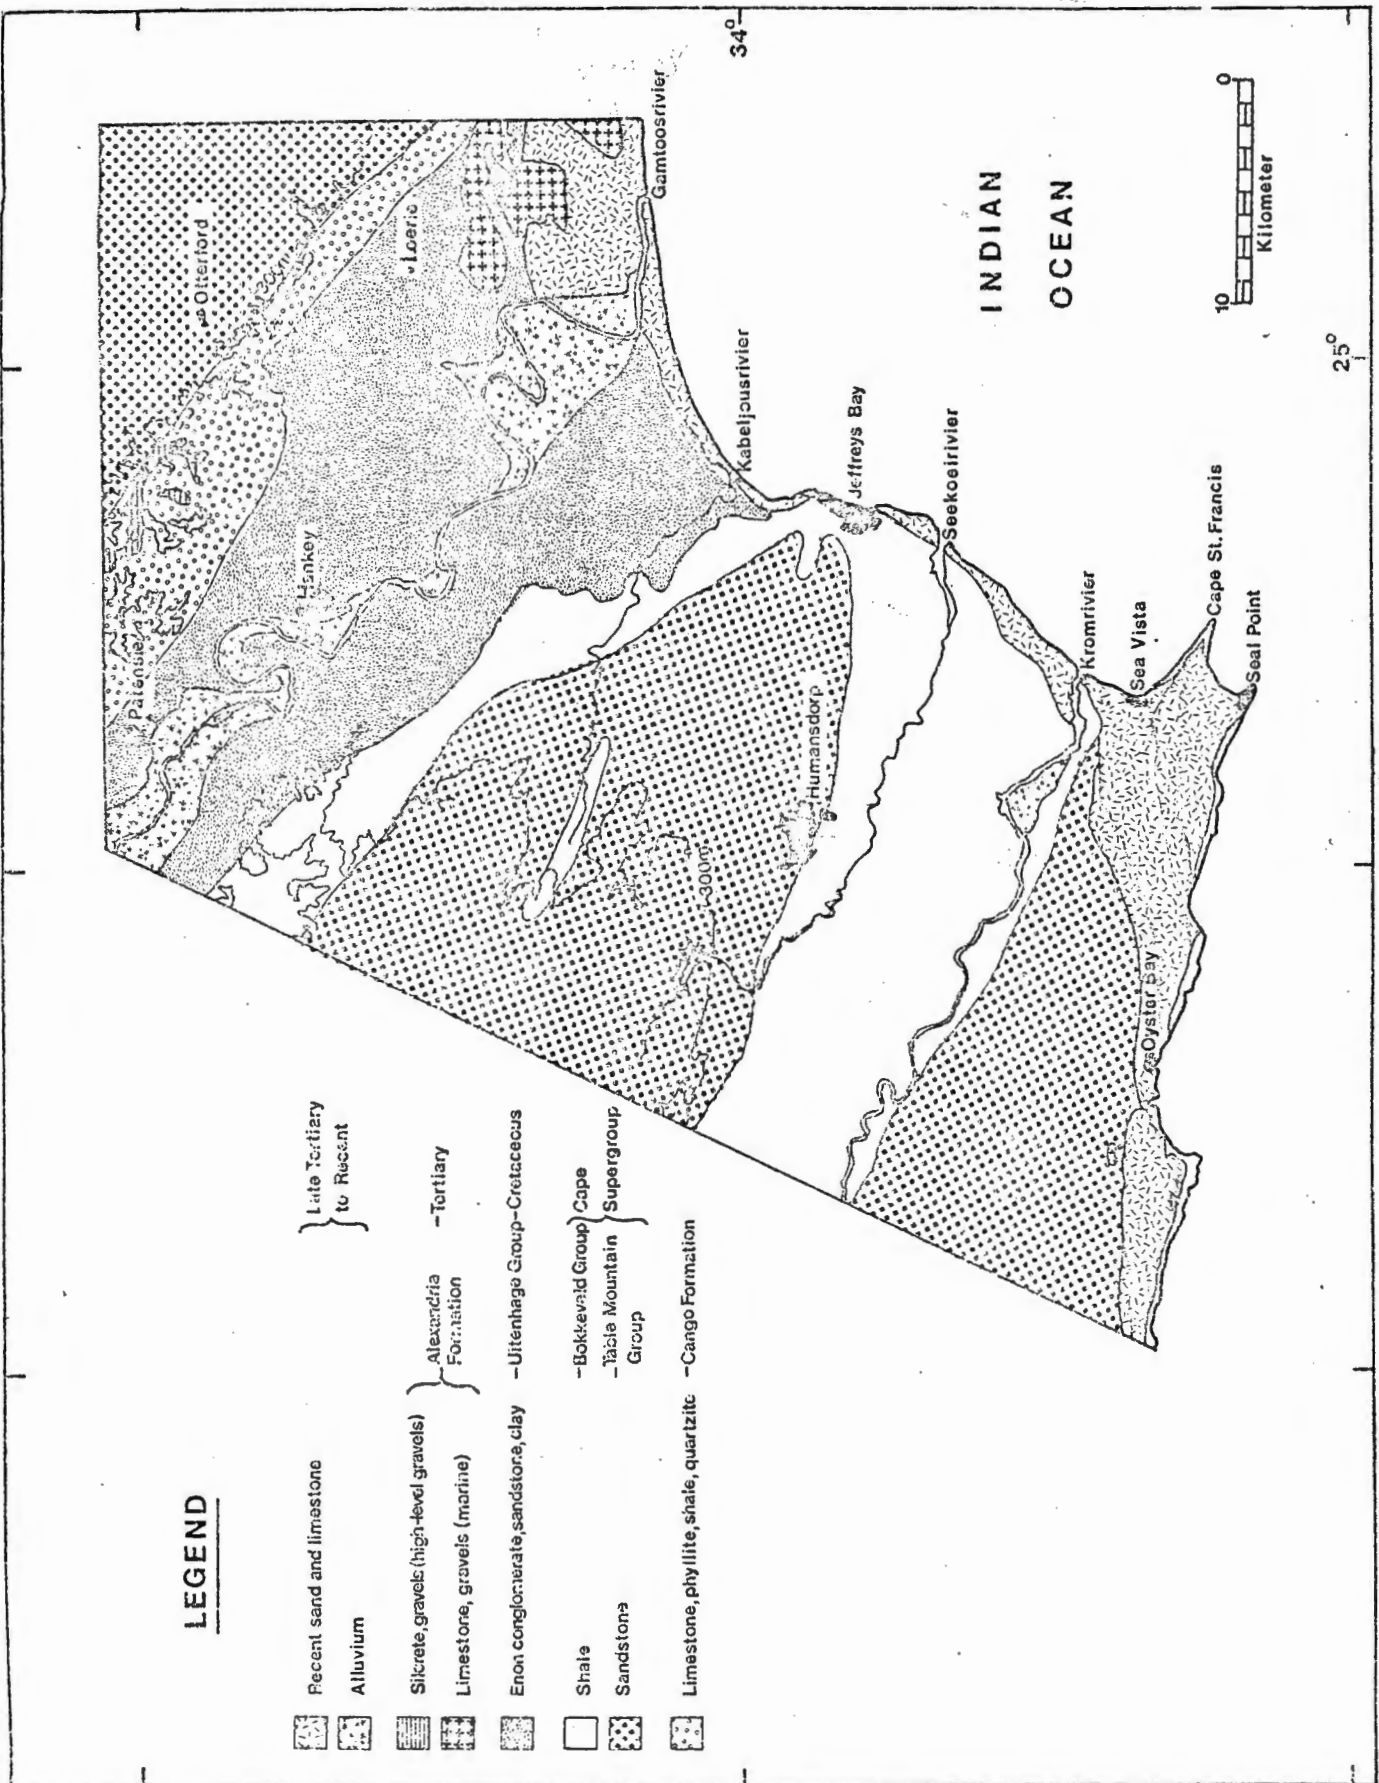 LEGEND
Recent sand and limestone
Alluvium
Late Tertiary
to Recent
Silcrete, gravels (high-level gravels)
Limestone, gravels (marine)
Alexandria
Formation
-Tertiary
Enon conglomerate, sandstone, clay
-Uitenhage Group-Cretaceous
Shale
-Bokkeveld Group
Sandstone
-Table Mountain
Group
Cape
Supergroup
Limestone, phyllite, shale, quartzite
-Cango Formation
Patensie
Hankey
Otterford
300m
Loerie
Gamtoosrivier
34°
Kabeljousrivier
Jeffreys Bay
Seekoeirivier
Humansdorp
300m
Kromrivier
Sea Vista
Cape St. Francis
Seal Point
Oyster Bay
INDIAN
OCEAN
25°
10
0
Kilometer